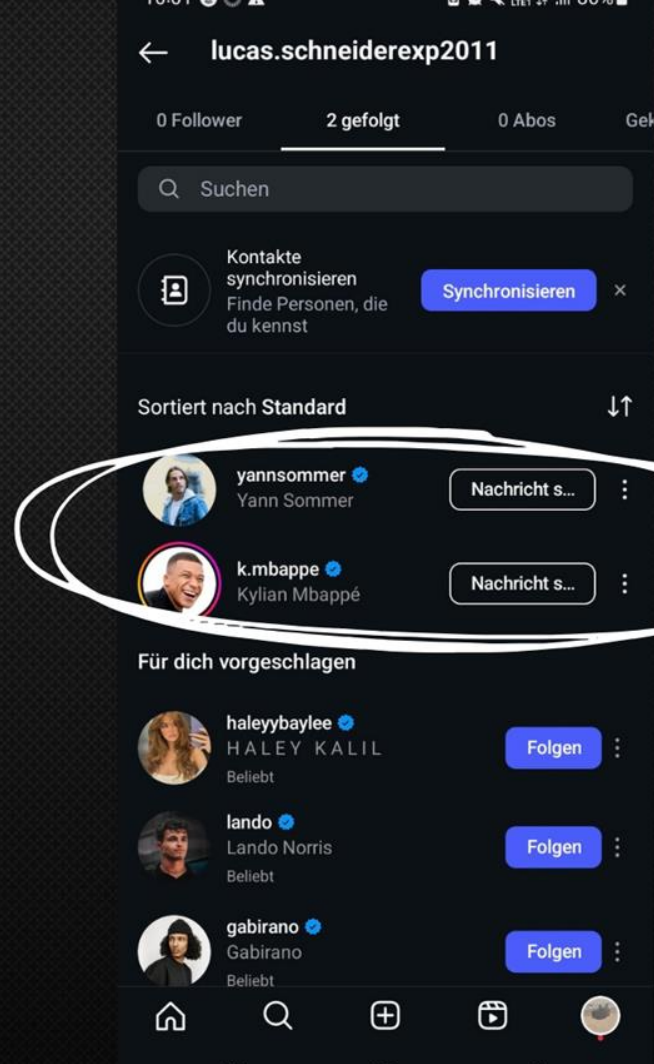 lucas.schneiderexp2011
0 Follower 2 gefolgt 0 Abos
Suchen
Kontakte
synchronisieren
Finde Personen, die
du kennst
Synchronisieren
Sortiert nach Standard
yannsommer
Yann Sommer
Nachricht s...
k.mbappe
Kylian Mbappé
Nachricht s...
Für dich vorgeschlagen
haleyybaylee
HALEY KALIL
Beliebt
Folgen
lando
Lando Norris
Beliebt
Folgen
gabirano
Gabirano
Beliebt
Folgen